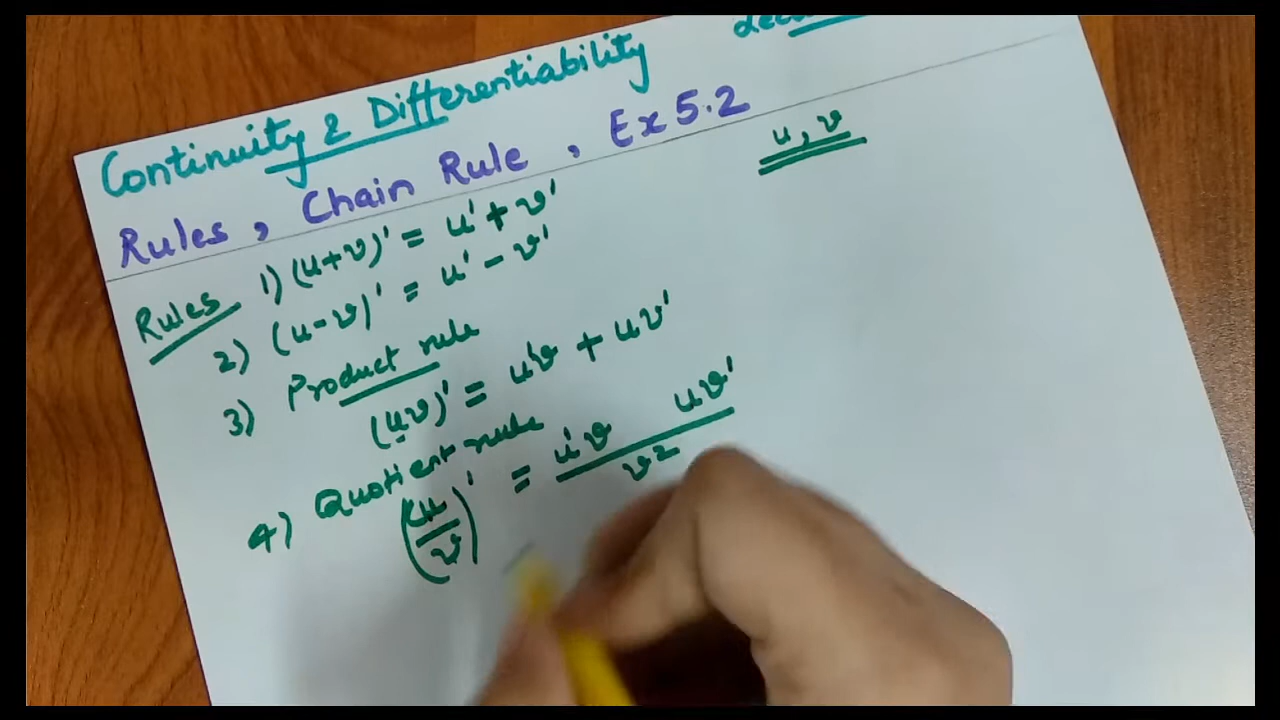 Continuity & Differentiability
Rules, Chain Rule, Ex 5.2
u, v
Rules 1) (u+v)' = u' + v'
2) (u-v)' = u' - v'
3) Product rule
(uv)' = u'v + uv'
4) Quotient rule
(u/v)' = u'v uv' / v²